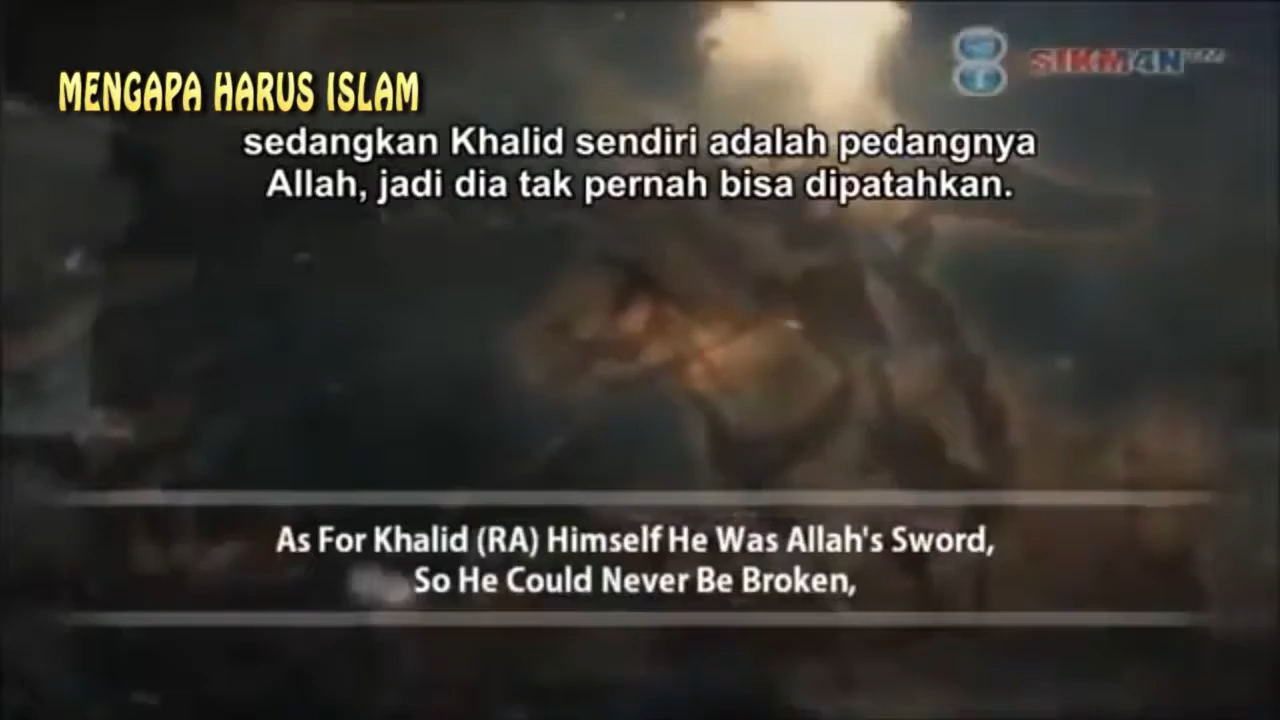 MENGAPA HARUS ISLAM
SIKM4N
sedangkan Khalid sendiri adalah pedangnya
Allah, jadi dia tak pernah bisa dipatahkan.
As For Khalid (RA) Himself He Was Allah's Sword,
So He Could Never Be Broken,